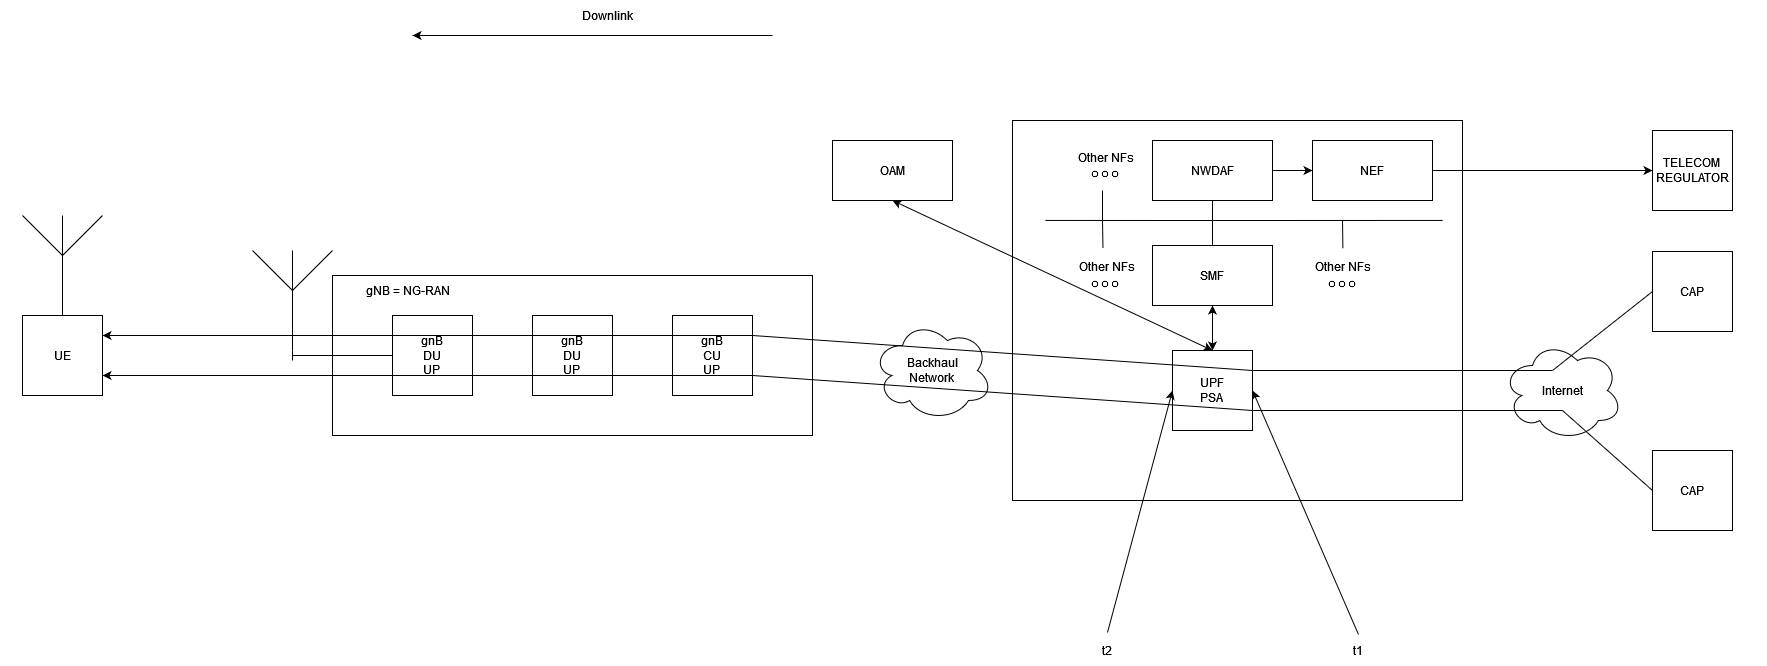 Downlink
Other NFs
NWDAF
NEF
TELECOM
REGULATOR
OAM
Other NFs
SMF
Other NFs
CAP
gNB = NG-RAN
UE
gnB
DU
UP
gnB
DU
UP
gnB
CU
UP
Backhaul
Network
UPF
PSA
Internet
CAP
t2
t1